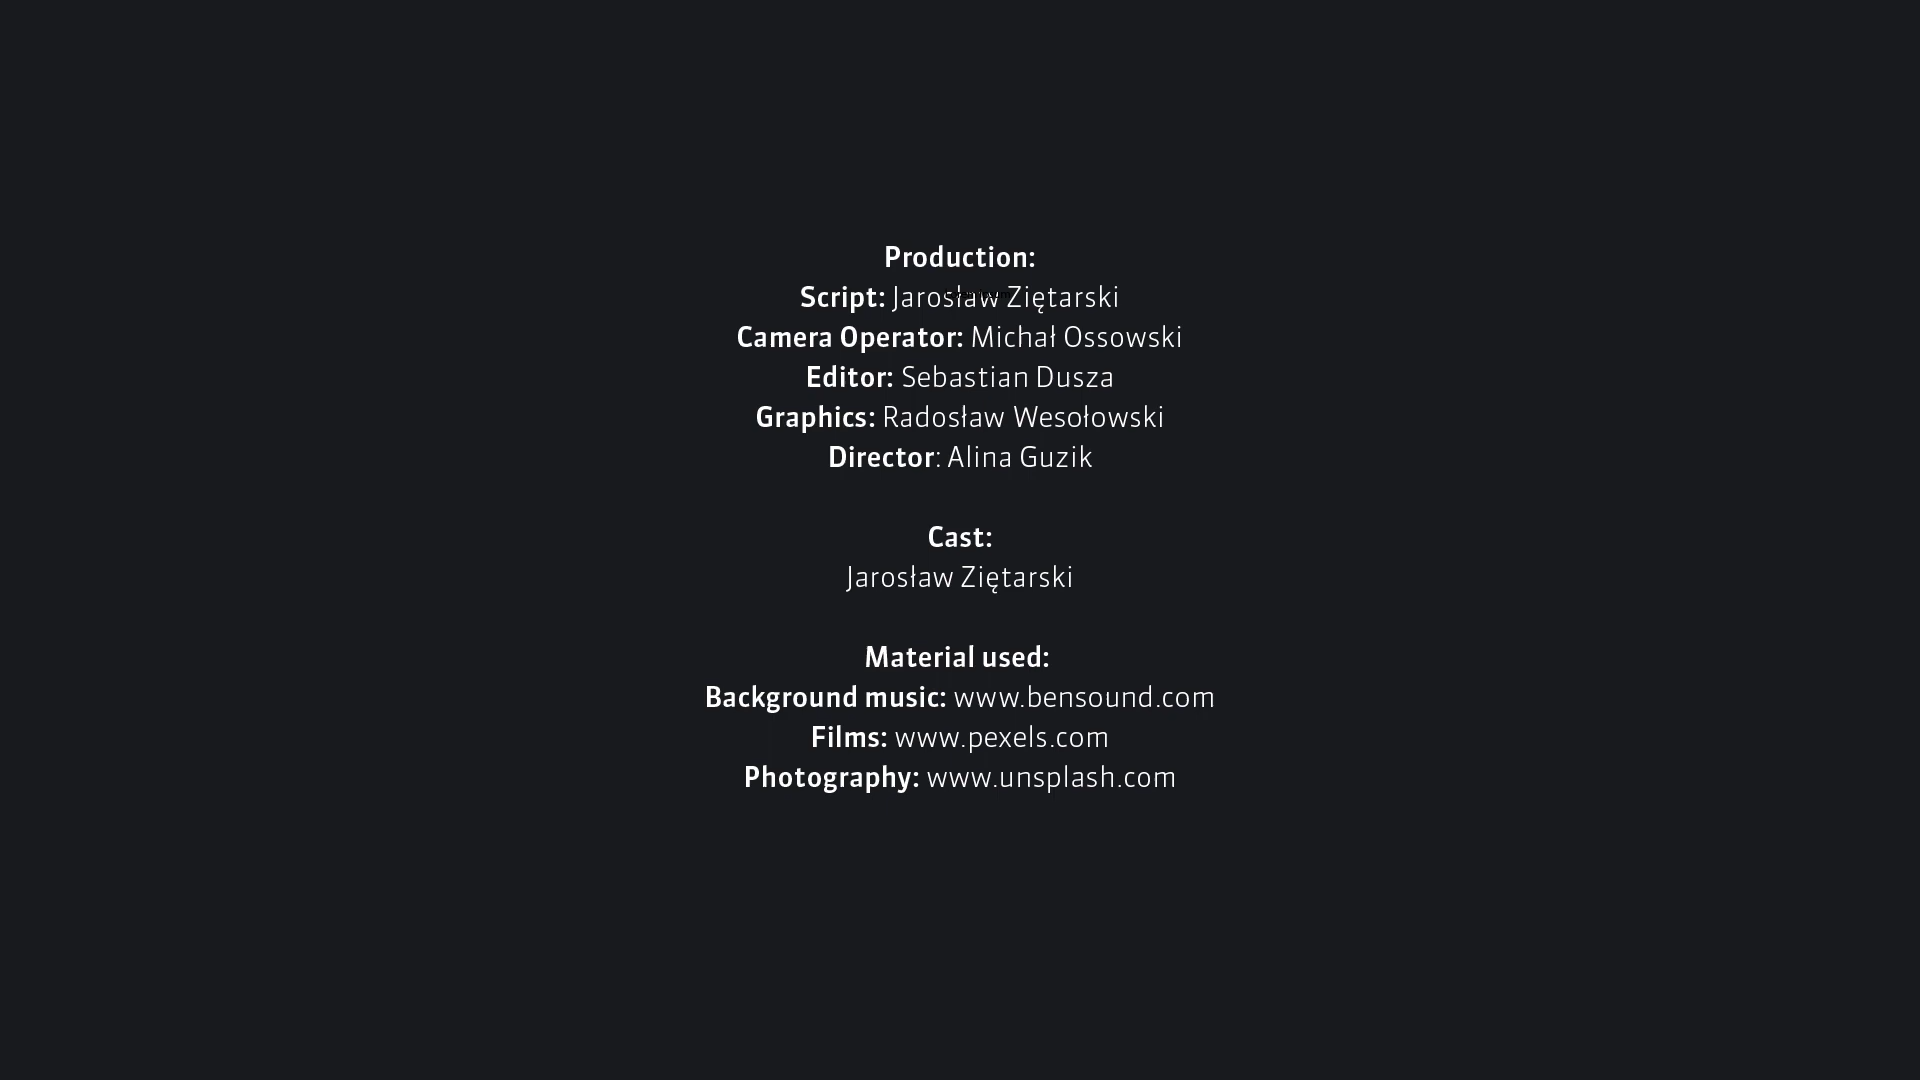 Production:
Script: Jarosław Ziętarski
Camera Operator: Michał Ossowski
Editor: Sebastian Dusza
Graphics: Radosław Wesołowski
Director: Alina Guzik
Cast:
Jarosław Ziętarski
Material used:
Background music: www.bensound.com
Films: www.pexels.com
Photography: www.unsplash.com